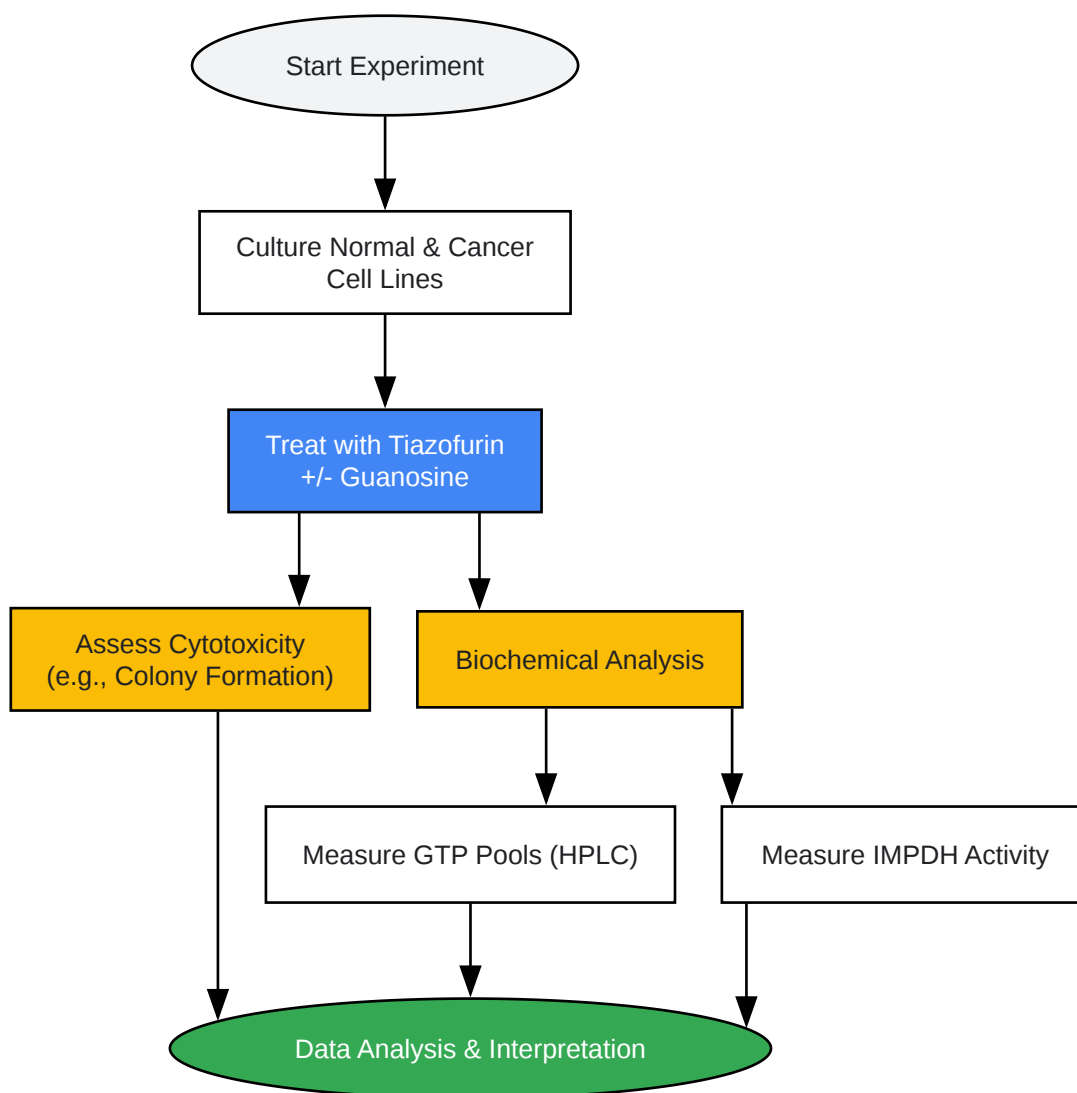 Start Experiment
Culture Normal & Cancer
Cell Lines
Treat with Tiazofurin
+/- Guanosine
Assess Cytotoxicity
(e.g., Colony Formation)
Biochemical Analysis
Measure GTP Pools (HPLC)
Measure IMPDH Activity
Data Analysis & Interpretation